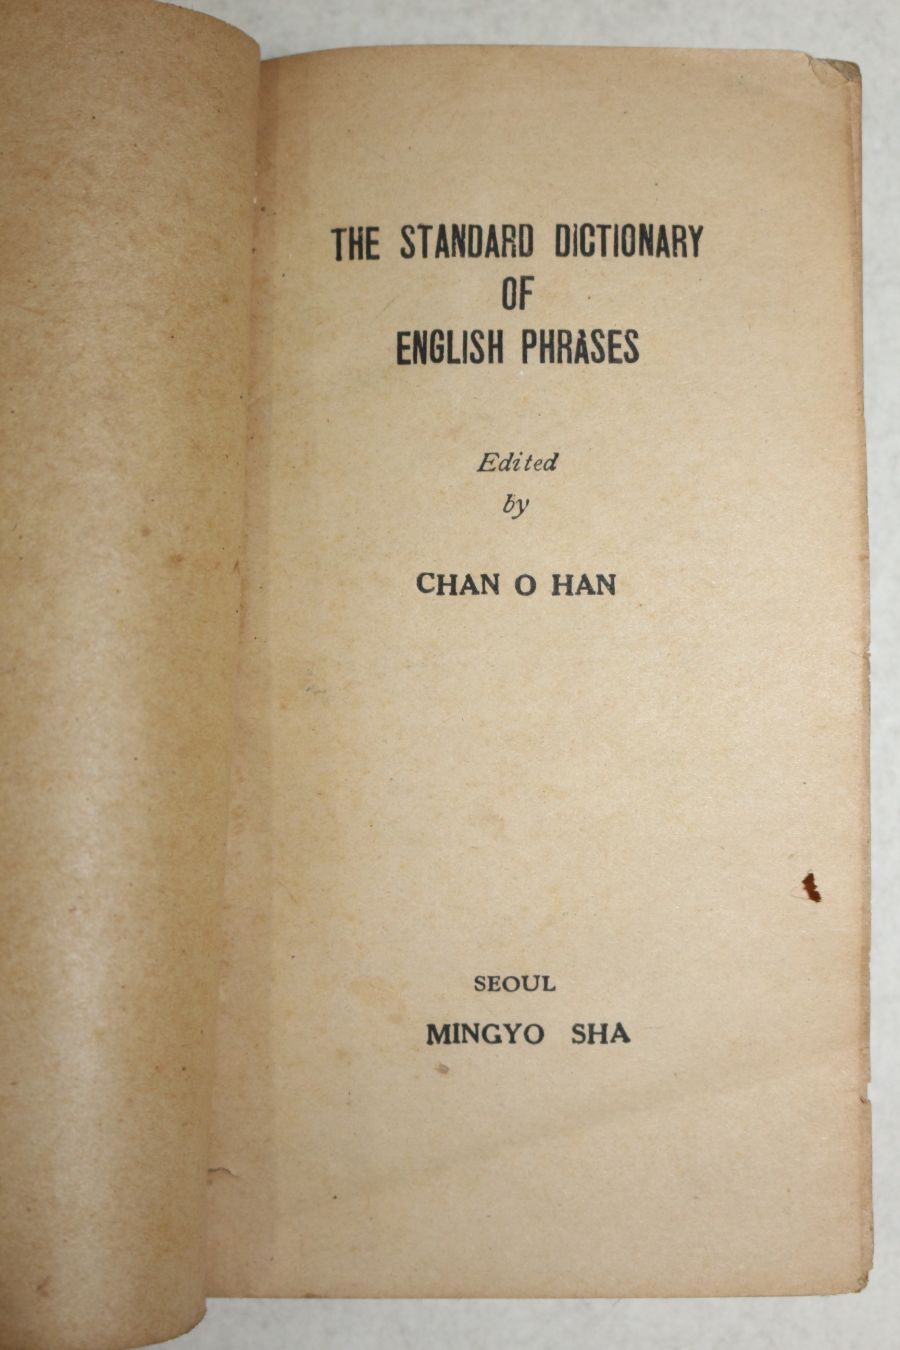 THE STANDARD DICTIONARY
OF
ENGLISH PHRASES
Edited
by
CHAN O HAN
SEOUL
MINGYO SHA